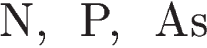 N, P, As